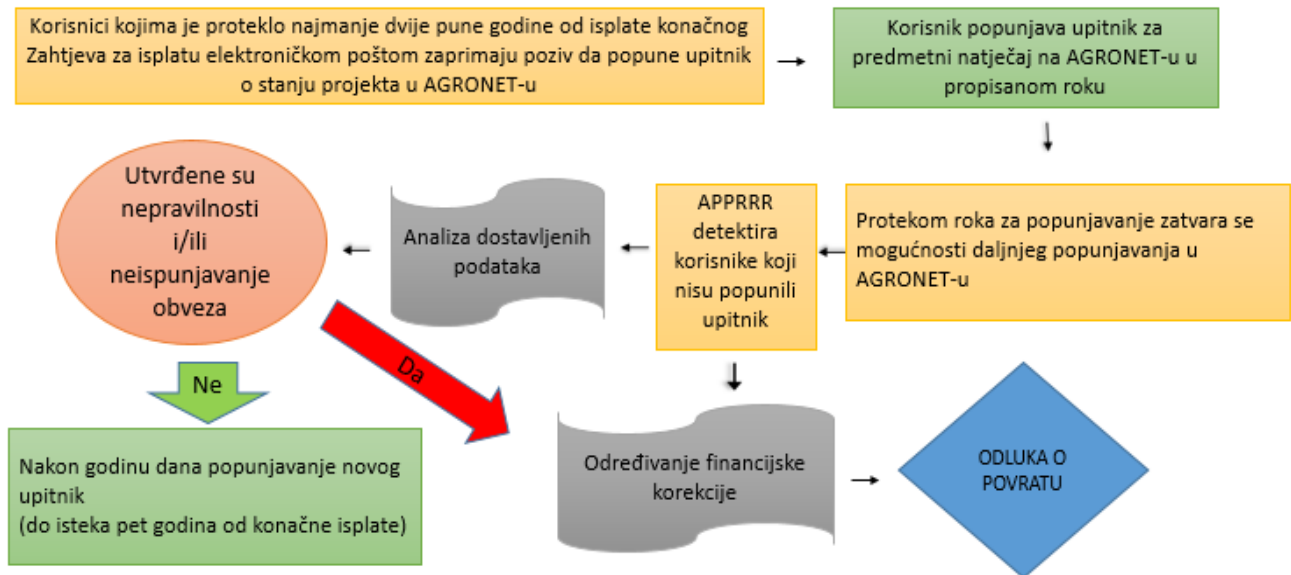 Korisnici kojima je proteklo najmanje dvije pune godine od isplate konačnog
Zahtjeva za isplatu elektroničkom poštom zaprimaju poziv da popune upitnik
o stanju projekta u AGRONET-u
Korisnik popunjava upitnik za
predmetni natječaj na AGRONET-u u
propisanom roku
Protekom roka za popunjavanje zatvara se
mogućnosti daljnjeg popunjavanja u
AGRONET-u
APPRRR
detektira
korisnike koji
nisu popunili
upitnik
Analiza dostavljenih
podataka
Utvrđene su
nepravilnosti
i/ili
neispunjavanje
obveza
Da
Ne
Nakon godinu dana popunjavanje novog
upitnik
(do isteka pet godina od konačne isplate)
Određivanje financijske
korekcije
ODLUKA O
POVRATU